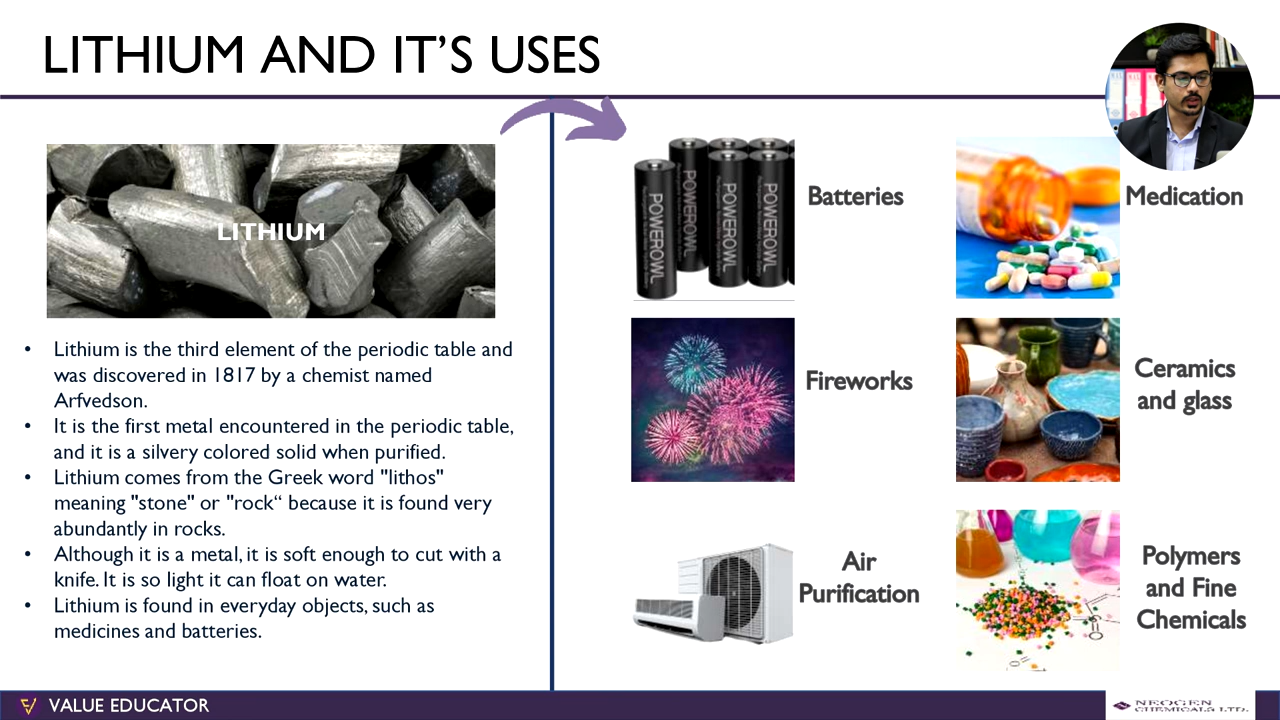 LITHIUM AND IT'S USES
LITHIUM
• Lithium is the third element of the periodic table and
was discovered in 1817 by a chemist named
Arfvedson.
• It is the first metal encountered in the periodic table,
and it is a silvery colored solid when purified.
• Lithium comes from the Greek word "lithos"
meaning "stone" or "rock“ because it is found very
abundantly in rocks.
• Although it is a metal, it is soft enough to cut with a
knife. It is so light it can float on water.
• Lithium is found in everyday objects, such as
medicines and batteries.
POWEROWL
POWEROWL
POWEROWL
POWEROWL
Batteries
Medication
Fireworks
Ceramics
and glass
Air
Purification
Polymers
and Fine
Chemicals
VALUE EDUCATOR
NEOGEN
CHEMICALS LTD.